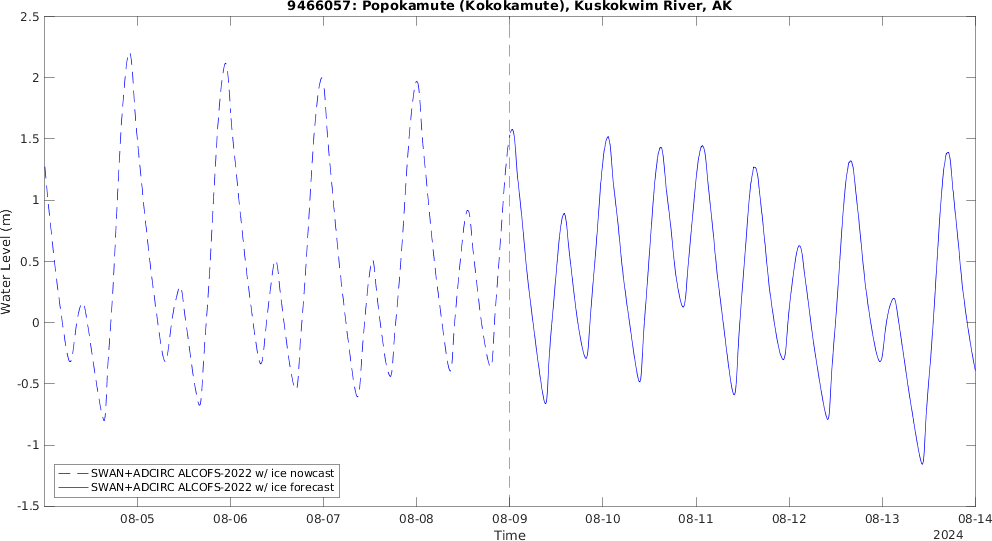 9466057: Popokamute (Kokokamute), Kuskokwim River, AK
2.5
2
1.5
1
0.5
0
-0.5
-1
-1.5
Water Level (m)
SWAN+ADCIRC ALCOFS-2022 w/ ice nowcast
SWAN+ADCIRC ALCOFS-2022 w/ ice forecast
08-05 08-06 08-07 08-08 08-09 08-10 08-11 08-12 08-13 08-14
Time
2024